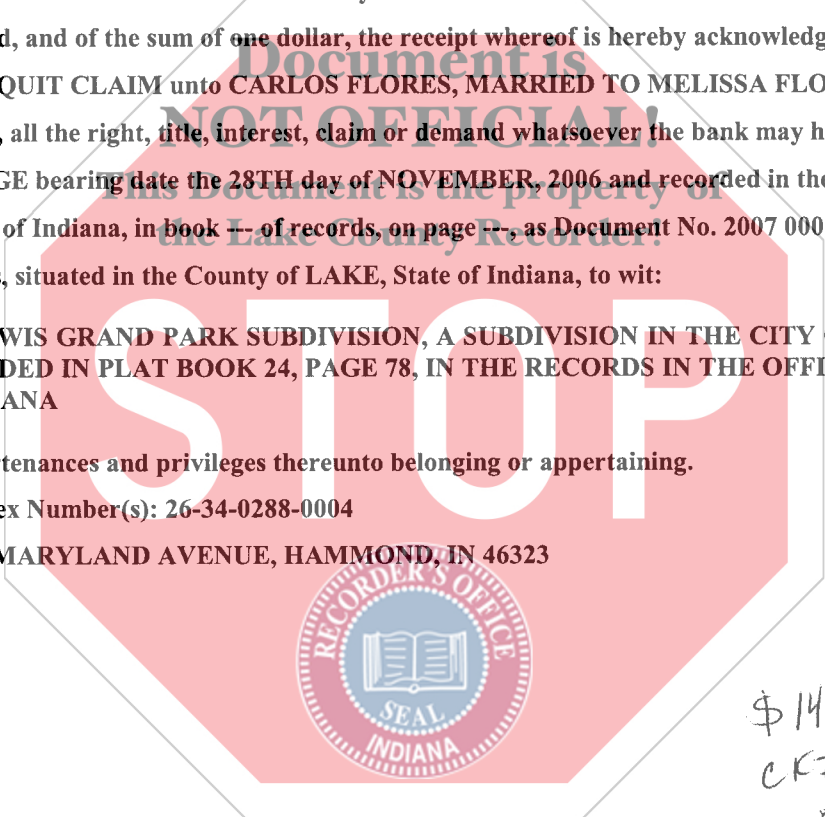 d, and of the sum of one dollar, the receipt whereof is hereby acknowledg
Document is
QUIT CLAIM unto CARLOS FLORES, MARRIED TO MELISSA FLO
NOT OFFICIAL!
, all the right, title, interest, claim or demand whatsoever the bank may h
GE bearing date the 28TH day of NOVEMBER, 2006 and recorded in the
This Document is the property of
of Indiana, in book --- of records, on page ---, as Document No. 2007 000
the Lake County Recorder!
s, situated in the County of LAKE, State of Indiana, to wit:
WIS GRAND PARK SUBDIVISION, A SUBDIVISION IN THE CITY
DED IN PLAT BOOK 24, PAGE 78, IN THE RECORDS IN THE OFFI
ANA
STOP
tenances and privileges thereunto belonging or appertaining.
ex Number(s): 26-34-0288-0004
MARYLAND AVENUE, HAMMOND, IN 46323
RECORDER'S OFFICE
SEAL
INDIANA
$ 14
CK